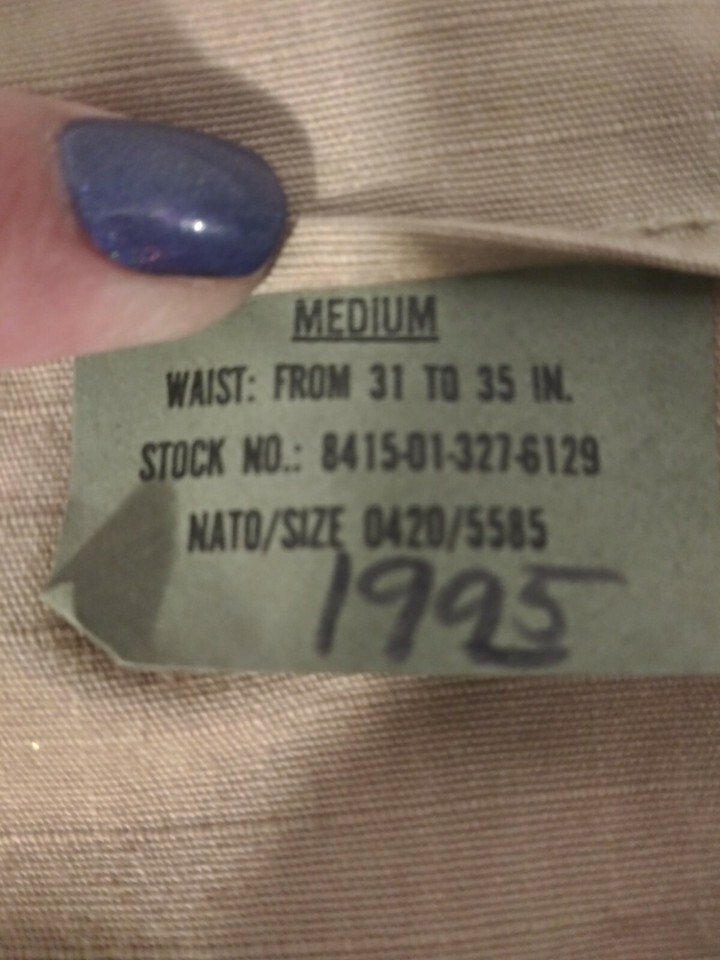 MEDIUM
WAIST: FROM 31 TO 35 IN.
STOCK NO.: 8415-01-327-6129
NATO/SIZE 0420/5585
1995